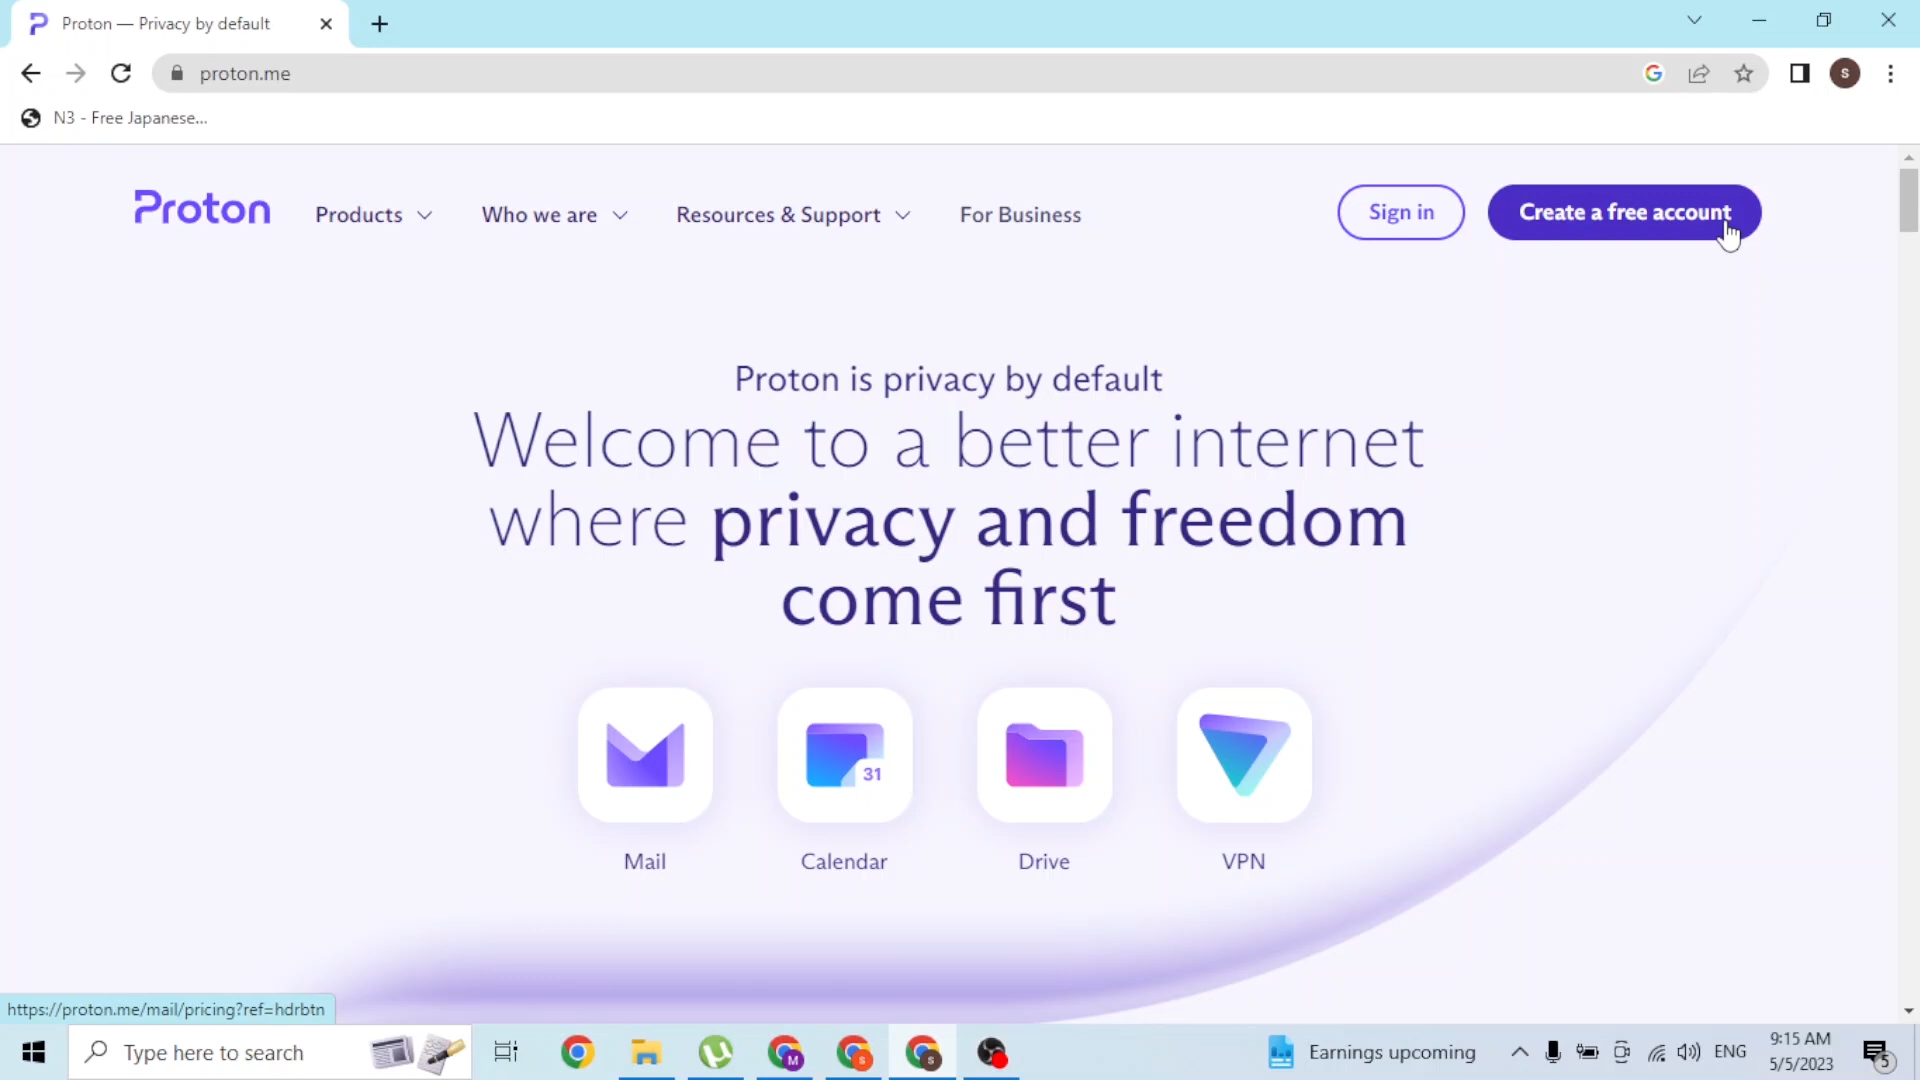 Proton — Privacy by default
proton.me
N3 - Free Japanese...
S
Proton
Products
Who we are
Resources & Support
For Business
Sign in
Create a free account
Proton is privacy by default
Welcome to a better internet
where privacy and freedom
come first
31
Mail
Calendar
Drive
VPN
https://proton.me/mail/pricing?ref=hdrbtn
Type here to search
M
S
S
Earnings upcoming
ENG
9:15 AM
5/5/2023
5